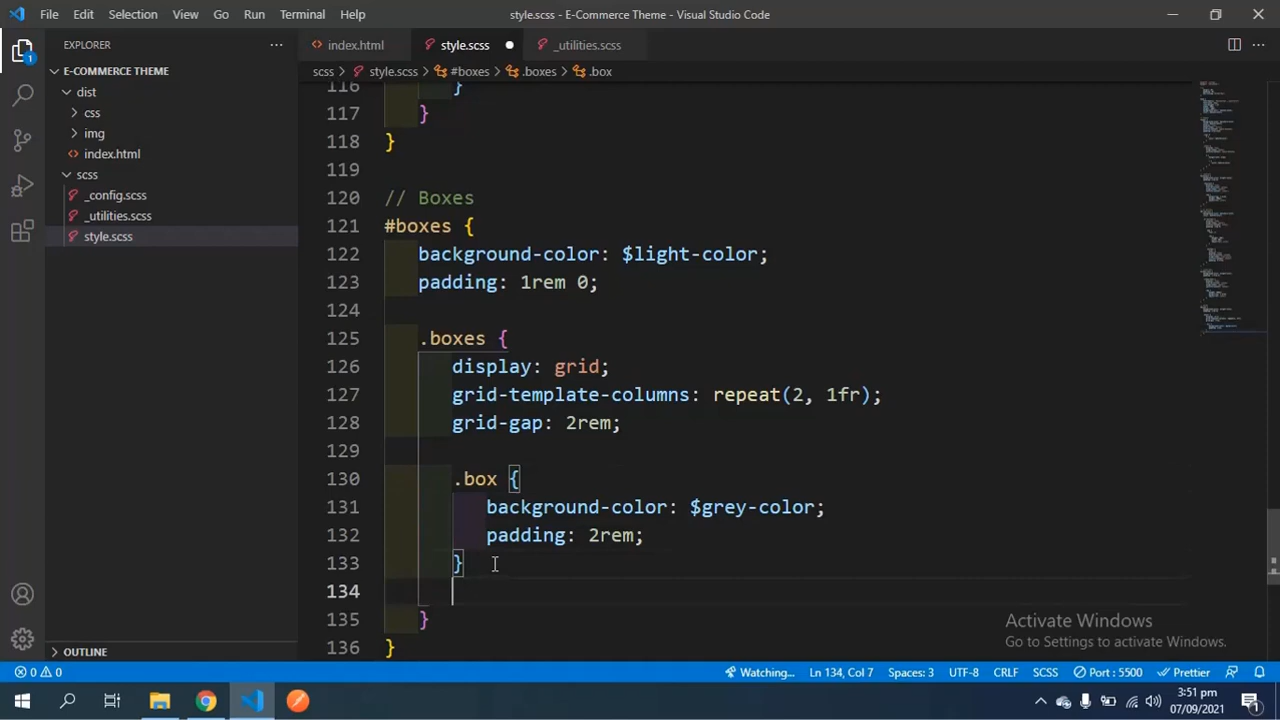 File Edit Selection View Go Run Terminal Help
style.scss - E-Commerce Theme - Visual Studio Code
EXPLORER
index.html
style.scss
_utilities.scss
E-COMMERCE THEME
dist
css
img
index.html
scss
_config.scss
_utilities.scss
style.scss
OUTLINE
scss > style.scss > #boxes > .boxes > .box
116 }
117 }
118 }
119
120 // Boxes
121 #boxes {
122 background-color: $light-color;
123 padding: 1rem 0;
124
125 .boxes {
126 display: grid;
127 grid-template-columns: repeat(2, 1fr);
128 grid-gap: 2rem;
129
130 .box {
131 background-color: $grey-color;
132 padding: 2rem;
133 }
134
135 }
136 }
Activate Windows
Go to Settings to activate Windows.
0 0 Watching... Ln 134, Col 7 Spaces: 3 UTF-8 CRLF SCSS Port : 5500 Prettier
3:51 pm
07/09/2021